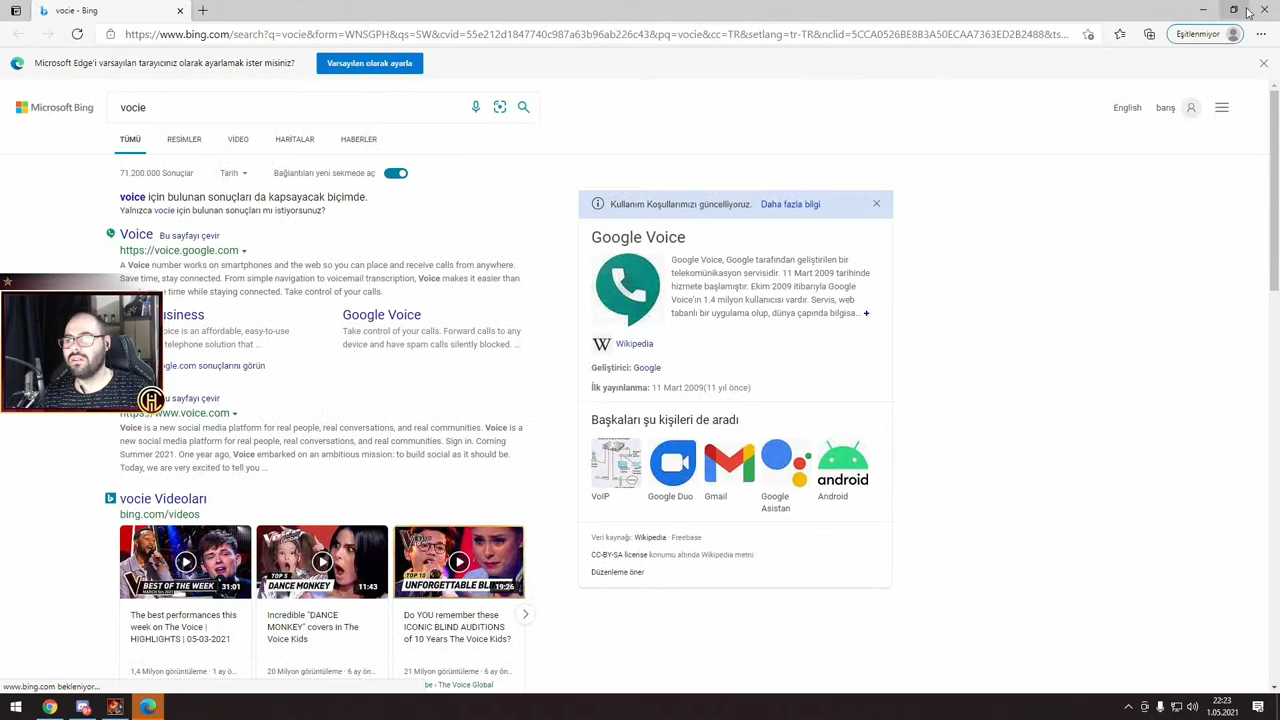 vocie - Bing
https://www.bing.com/search?q=vocie&form=WNSGPH&qs=SW&cvid=55e212d1847740c987a63b96ab226c43&pq=vocie&cc=TR&setlang=tr-TR&nclid=5CCA0526BE8B3A50ECAA7363ED2B2488&ts...
Eşitlenmiyor
Microsoft Edge'i varsayılan tarayıcınız olarak ayarlamak ister misiniz?
Varsayılan olarak ayarla
Microsoft Bing
vocie
English
barış
TÜMÜ
RESİMLER
VİDEO
HARİTALAR
HABERLER
71.200.000 Sonuçlar
Tarih
Bağlantıları yeni sekmede aç
voice için bulunan sonuçları da kapsayacak biçimde.
Yalnızca vocie için bulunan sonuçları mı istiyorsunuz?
Voice Bu sayfayı çevir
https://voice.google.com
A Voice number works on smartphones and the web so you can place and receive calls from anywhere.
Save time, stay connected. From simple navigation to voicemail transcription, Voice makes it easier than
time while staying connected. Take control of your calls.
usiness
oice is an affordable, easy-to-use
telephone solution that ...
Google Voice
Take control of your calls. Forward calls to any
device and have spam calls silently blocked. ...
gle.com sonuçlarını görün
u sayfayı çevir
https://www.voice.com
Voice is a new social media platform for real people, real conversations, and real communities. Voice is a
new social media platform for real people, real conversations, and real communities. Sign in. Coming
Summer 2021. One year ago, Voice embarked on an ambitious mission: to build social as it should be.
Today, we are very excited to tell you ...
vocie Videoları
bing.com/videos
BEST OF THE WEEK
MARCH 5th 2021
31:01
TOP 5
DANCE MONKEY
11:43
TOP 10
UNFORGETTABLE BL
19:26
The best performances this
week on The Voice |
HIGHLIGHTS | 05-03-2021
1,4 Milyon görüntüleme · 1 ay ö...
Incredible "DANCE
MONKEY" covers in The
Voice Kids
20 Milyon görüntüleme · 6 ay ön...
Do YOU remember these
ICONIC BLIND AUDITIONS
of 10 Years The Voice Kids?
21 Milyon görüntüleme · 6 ay ön...
be › The Voice Global
Kullanım Koşullarımızı güncelliyoruz. Daha fazla bilgi
Google Voice
Google Voice, Google tarafından geliştirilen bir
telekomünikasyon servisidir. 11 Mart 2009 tarihinde
hizmete başlamıştır. Ekim 2009 itibarıyla Google
Voice'ın 1.4 milyon kullanıcısı vardır. Servis, web
tabanlı bir uygulama olup, dünya çapında bilgisa... +
W Wikipedia
Geliştirici: Google
İlk yayınlanma: 11 Mart 2009(11 yıl önce)
Başkaları şu kişileri de aradı
android
VoIP
Google Duo
Gmail
Google
Asistan
Android
Veri kaynağı: Wikipedia · Freebase
CC-BY-SA license konumu altında Wikipedia metni
Düzenleme öner
www.bing.com bekleniyor...
22:23
1.05.2021